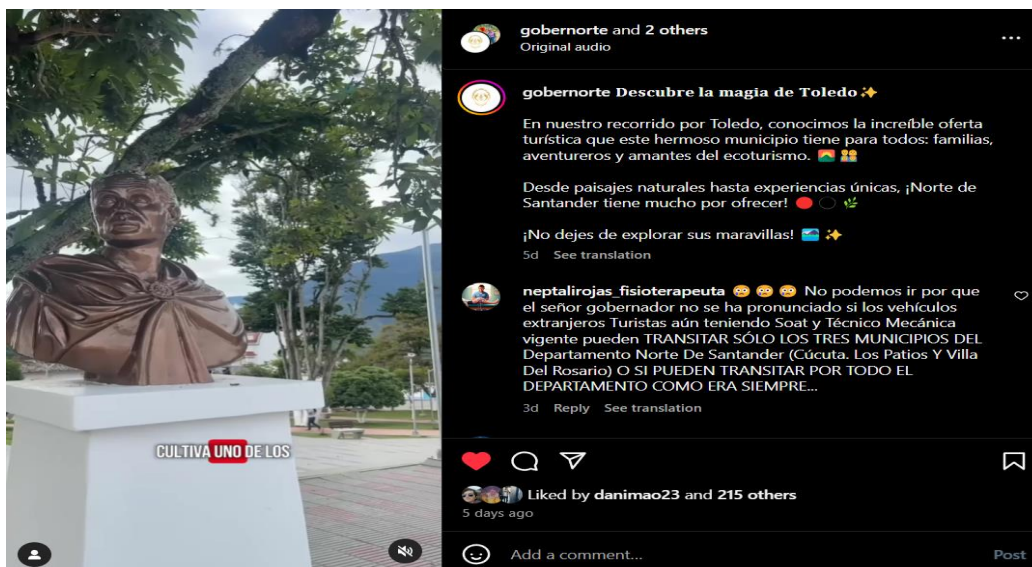 gobernorte and 2 others
Original audio
gobernorte Descubre la magia de Toledo✨
En nuestro recorrido por Toledo, conocimos la increíble oferta
turística que este hermoso municipio tiene para todos: familias,
aventureros y amantes del ecoturismo.
Desde paisajes naturales hasta experiencias únicas, ¡Norte de
Santander tiene mucho por ofrecer! 🔴⚫🌿
¡No dejes de explorar sus maravillas! ✨
5d See translation
neptalirojas_fisioterapeuta 😳😳😳 No podemos ir por que
el señor gobernador no se ha pronunciado si los vehículos
extranjeros Turistas aún teniendo Soat y Técnico Mecánica
vigente pueden TRANSITAR SÓLO LOS TRES MUNICIPIOS DEL
Departamento Norte De Santander (Cúcuta. Los Patios Y Villa
Del Rosario) O SI PUEDEN TRANSITAR POR TODO EL
DEPARTAMENTO COMO ERA SIEMPRE...
3d Reply See translation
CULTIVA UNO DE LOS
Liked by danimao23 and 215 others
5 days ago
Add a comment...
Post